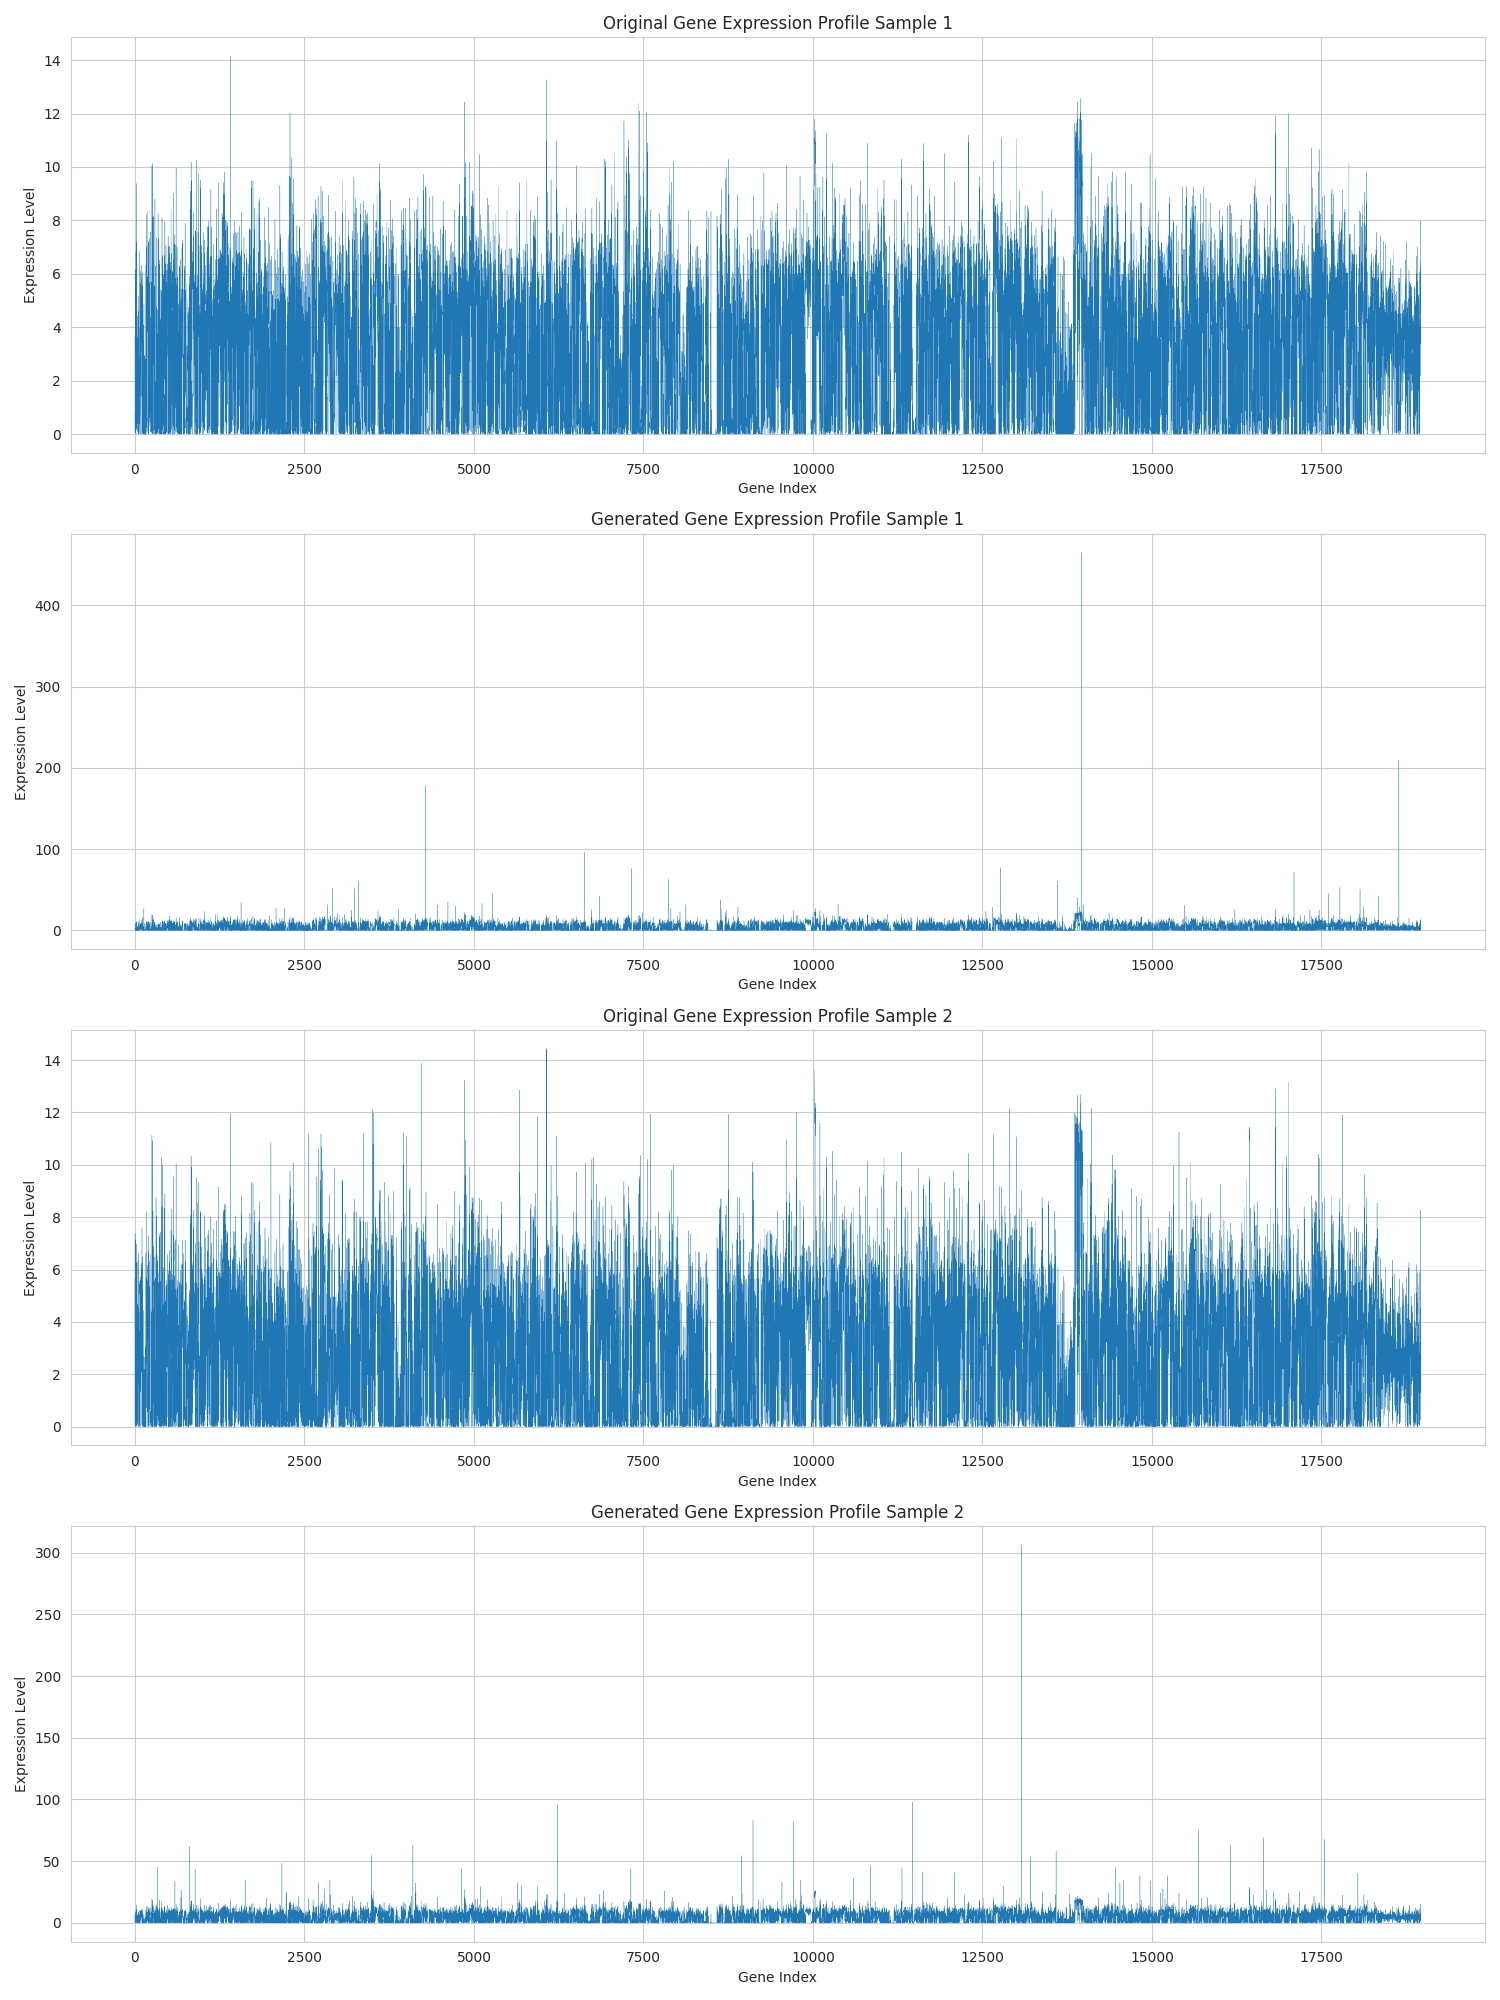 Original Gene Expression Profile Sample 1
14
12
10
8
6
4
2
0
Expression Level
0 2500 5000 7500 10000 12500 15000 17500
Gene Index
Generated Gene Expression Profile Sample 1
400
300
200
100
0
Expression Level
0 2500 5000 7500 10000 12500 15000 17500
Gene Index
Original Gene Expression Profile Sample 2
14
12
10
8
6
4
2
0
Expression Level
0 2500 5000 7500 10000 12500 15000 17500
Gene Index
Generated Gene Expression Profile Sample 2
300
250
200
150
100
50
0
Expression Level
0 2500 5000 7500 10000 12500 15000 17500
Gene Index